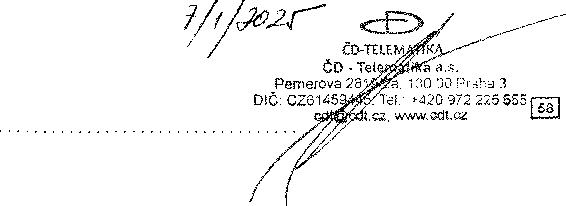 7/1/2025
ČD-TELEMATIKA
ČD - Telematika a.s.
Pernerova 2819/2a, 130 00 Praha 3
DIČ: CZ61459445, Tel.: +420 972 225 555
cdt@cdt.cz, www.cdt.cz
58